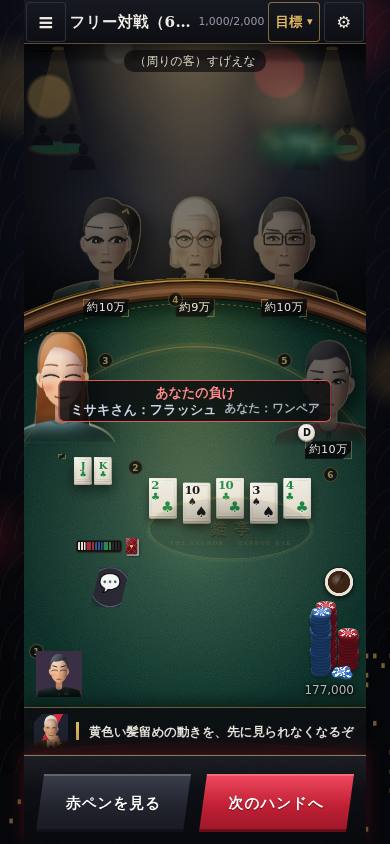 フリー対戦（6… 1,000/2,000 目標 ▾
（周りの客）すげえな
約10万 4 約9万 約10万
3 5
あなたの負け
ミサキさん：フラッシュ あなた：ワンペア
D
約10万
J K 2 6
2 10 10 3 4
177,000
黄色い髪留めの動きを、先に見られなくなるぞ
赤ペンを見る 次のハンドへ